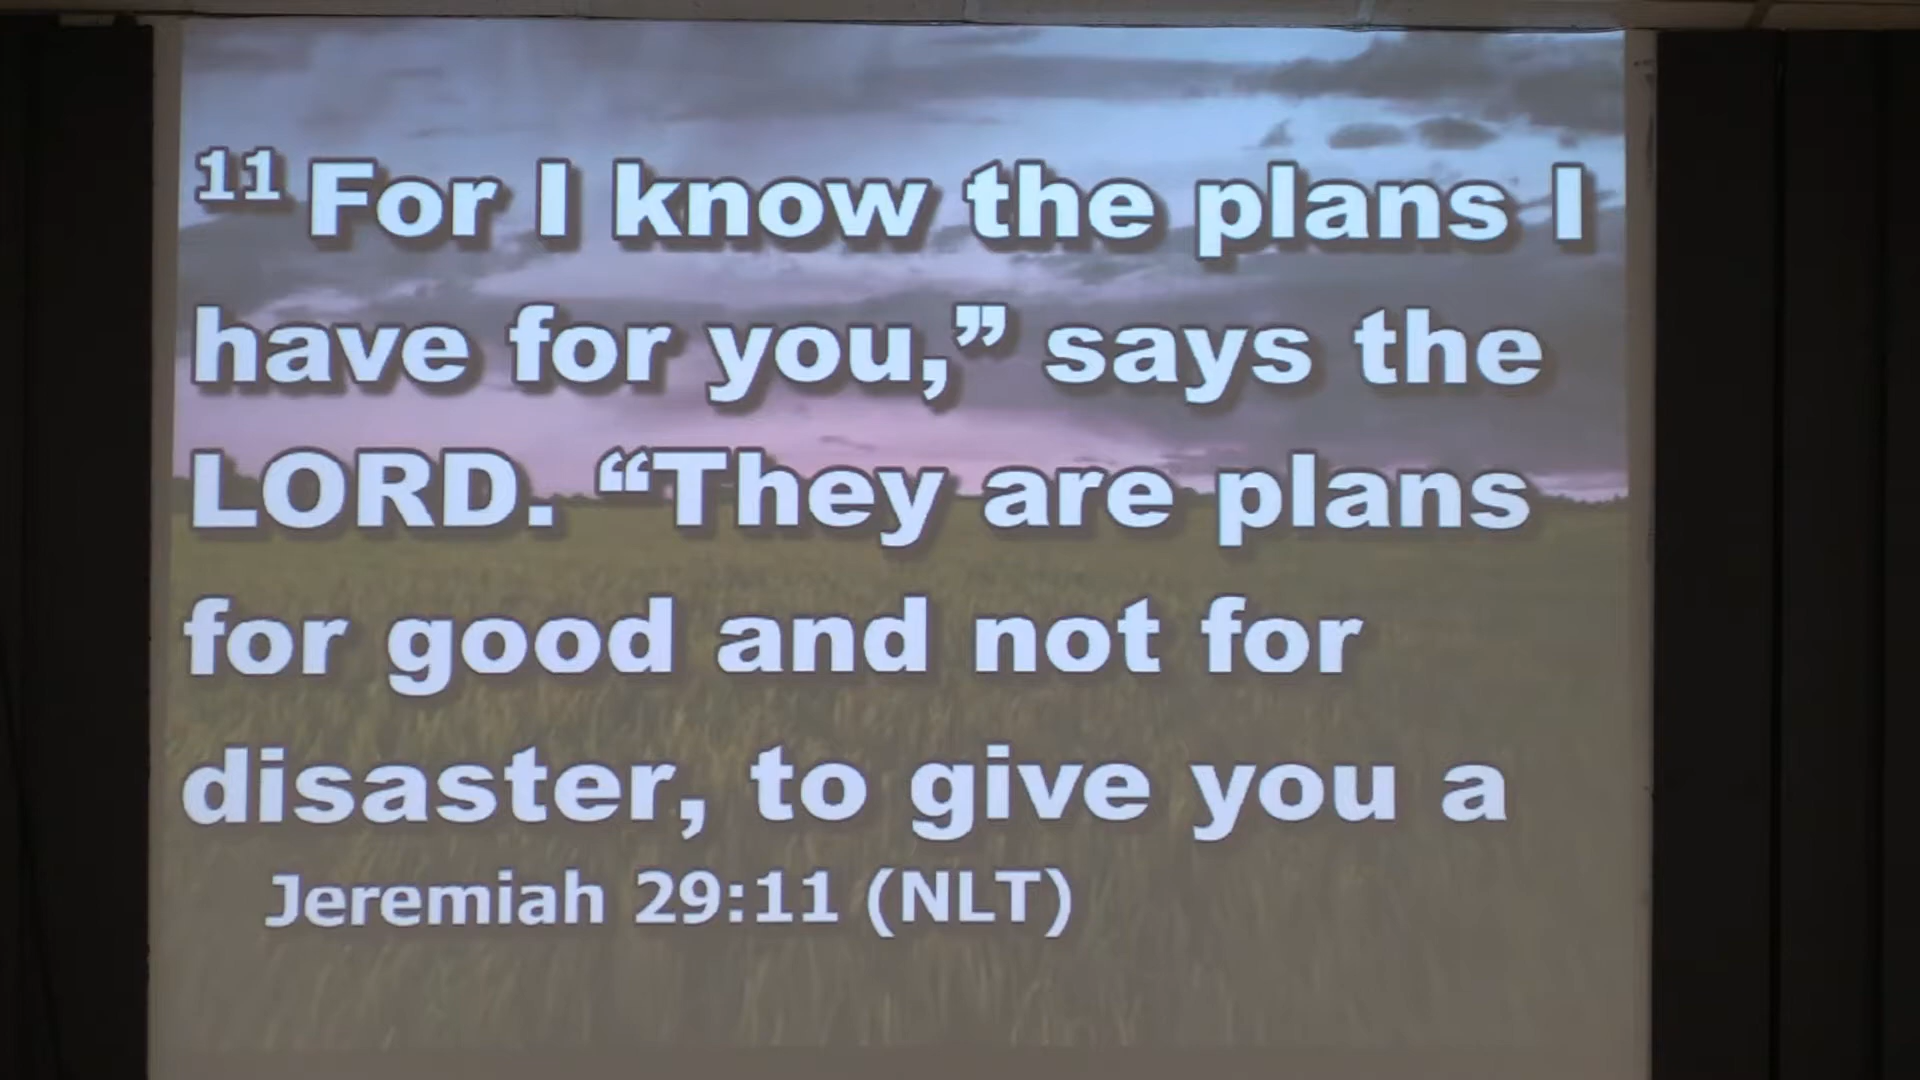 11 For I know the plans I
have for you,” says the
LORD. “They are plans
for good and not for
disaster, to give you a
Jeremiah 29:11 (NLT)